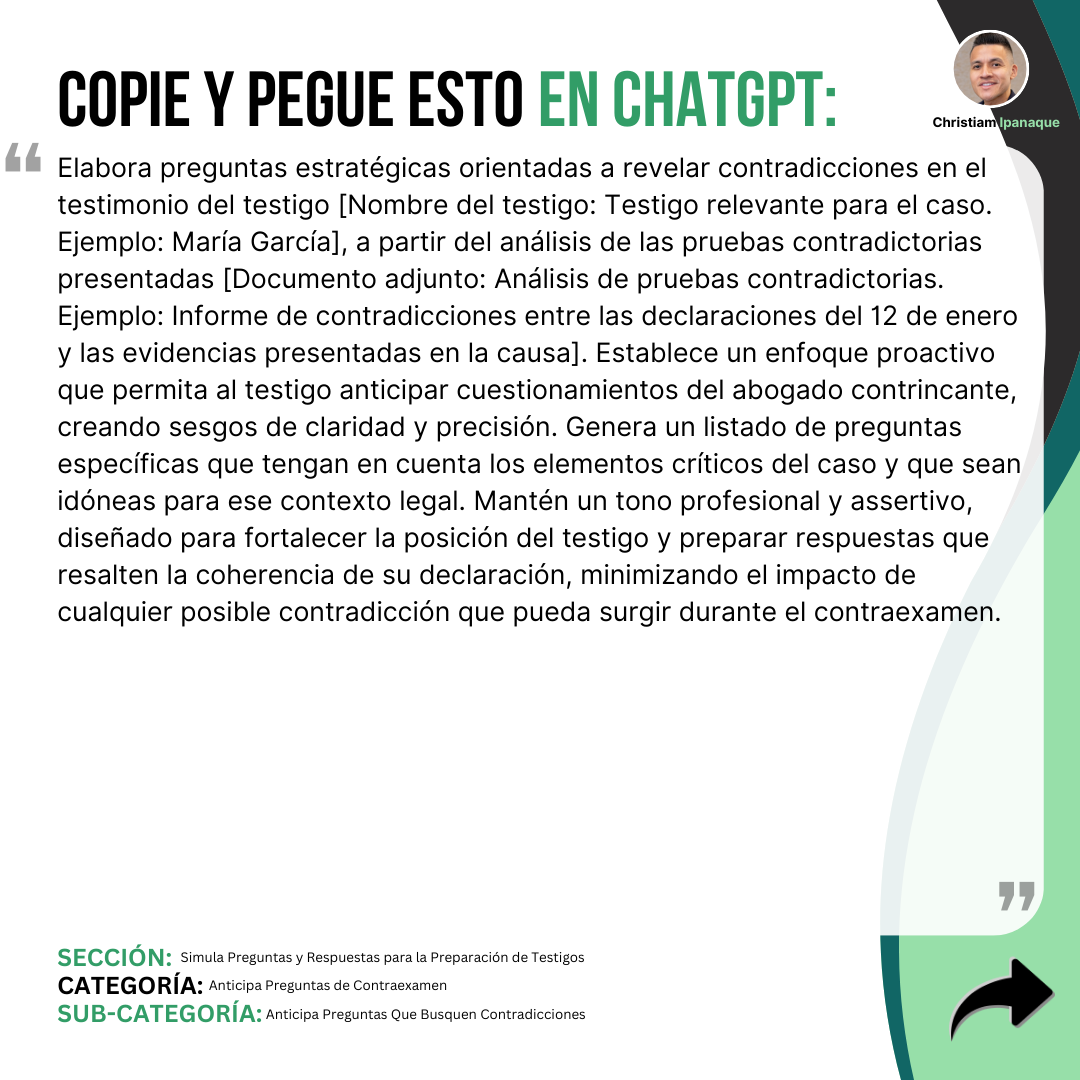 COPIE Y PEGUE ESTO EN CHATGPT:
Christiam Ipanaque
“
Elabora preguntas estratégicas orientadas a revelar contradicciones en el
testimonio del testigo [Nombre del testigo: Testigo relevante para el caso.
Ejemplo: María García], a partir del análisis de las pruebas contradictorias
presentadas [Documento adjunto: Análisis de pruebas contradictorias.
Ejemplo: Informe de contradicciones entre las declaraciones del 12 de enero
y las evidencias presentadas en la causa]. Establece un enfoque proactivo
que permita al testigo anticipar cuestionamientos del abogado contrincante,
creando sesgos de claridad y precisión. Genera un listado de preguntas
específicas que tengan en cuenta los elementos críticos del caso y que sean
idóneas para ese contexto legal. Mantén un tono profesional y assertivo,
diseñado para fortalecer la posición del testigo y preparar respuestas que
resalten la coherencia de su declaración, minimizando el impacto de
cualquier posible contradicción que pueda surgir durante el contraexamen.
”
SECCIÓN: Simula Preguntas y Respuestas para la Preparación de Testigos
CATEGORÍA: Anticipa Preguntas de Contraexamen
SUB-CATEGORÍA: Anticipa Preguntas Que Busquen Contradicciones